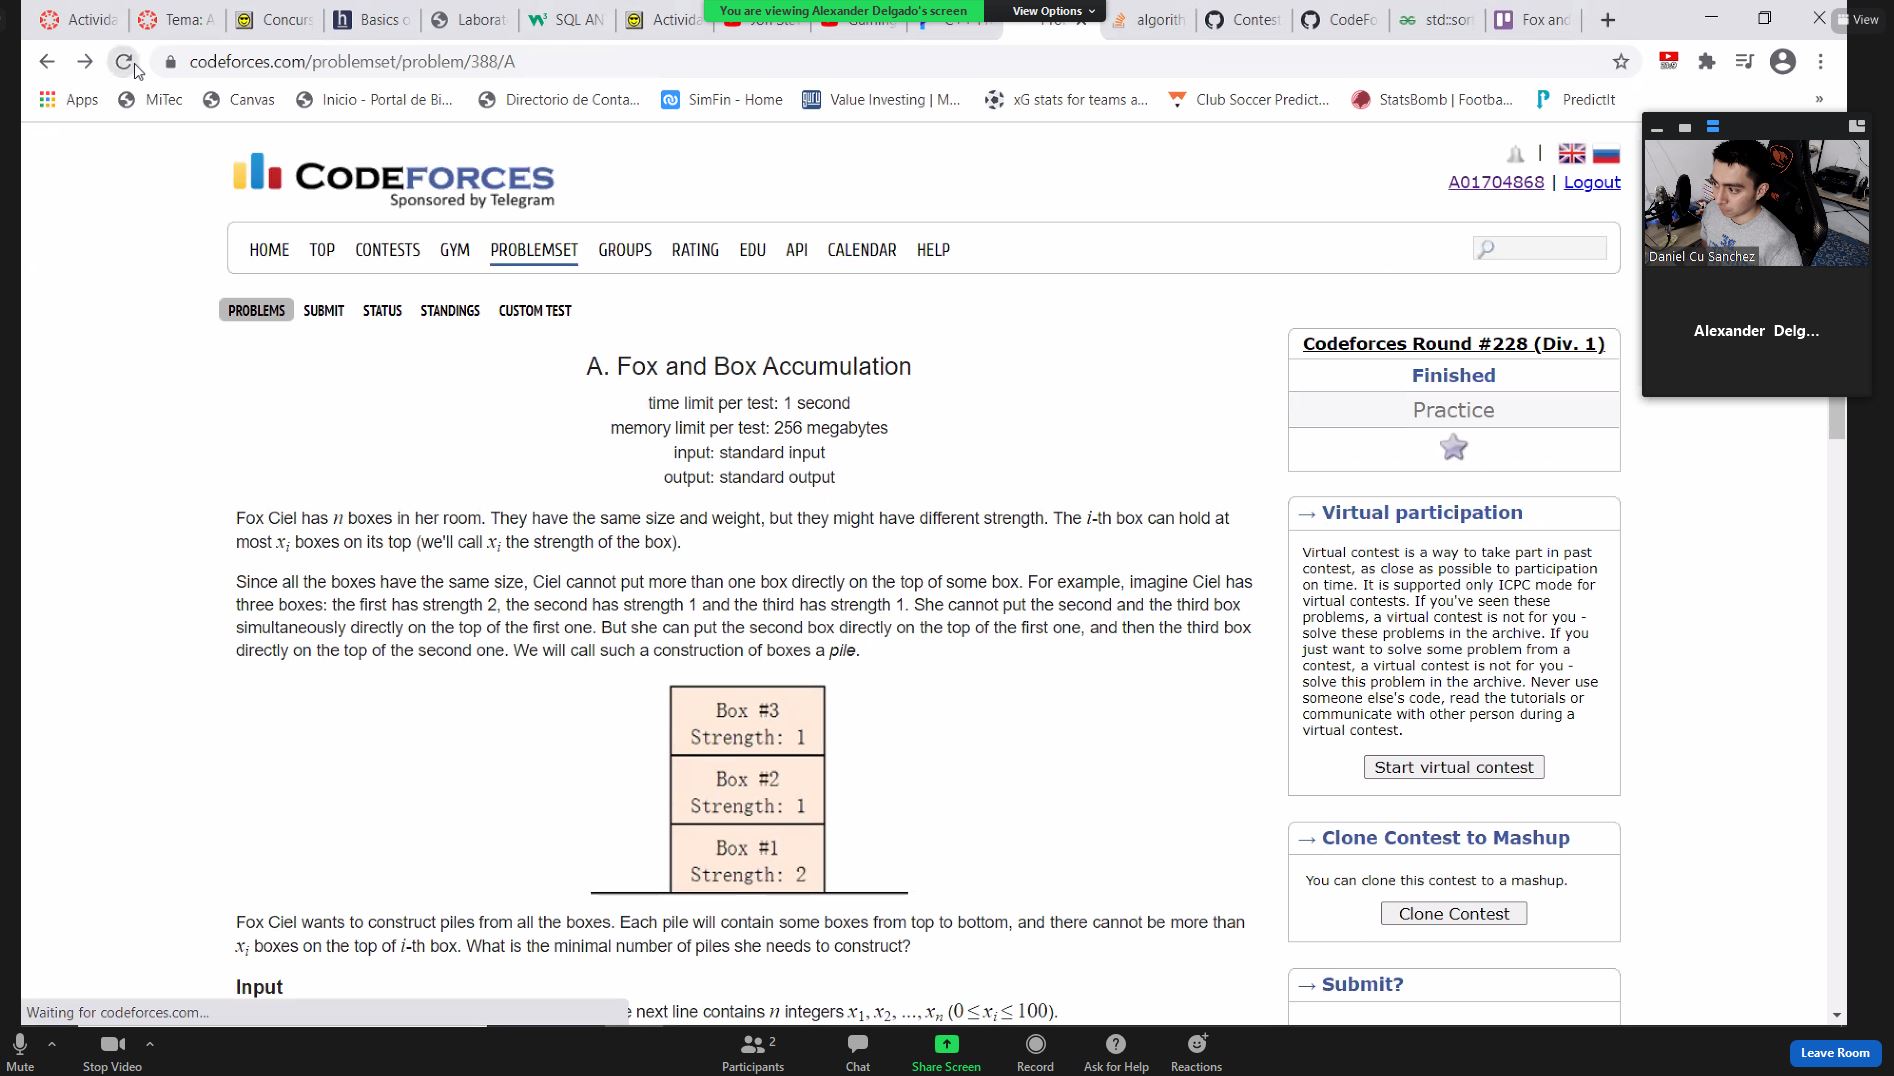 Activida
Tema: A
Concurs
Basics o
Laborat
SQL AN
Activida
You are viewing Alexander Delgado's screen
View Options
algorith
Contest
CodeFo
std::sor
Fox and
View
codeforces.com/problemset/problem/388/A
Apps
MiTec
Canvas
Inicio - Portal de Bi...
Directorio de Conta...
SimFin - Home
Value Investing | M...
xG stats for teams a...
Club Soccer Predict...
StatsBomb | Footba...
PredictIt
»
CODEFORCES
Sponsored by Telegram
A01704868 | Logout
HOME TOP CONTESTS GYM PROBLEMSET GROUPS RATING EDU API CALENDAR HELP
Daniel Cu Sanchez
Alexander Delg...
PROBLEMS SUBMIT STATUS STANDINGS CUSTOM TEST
A. Fox and Box Accumulation
time limit per test: 1 second
memory limit per test: 256 megabytes
input: standard input
output: standard output
Fox Ciel has n boxes in her room. They have the same size and weight, but they might have different strength. The i-th box can hold at
most xi boxes on its top (we'll call xi the strength of the box).
Since all the boxes have the same size, Ciel cannot put more than one box directly on the top of some box. For example, imagine Ciel has
three boxes: the first has strength 2, the second has strength 1 and the third has strength 1. She cannot put the second and the third box
simultaneously directly on the top of the first one. But she can put the second box directly on the top of the first one, and then the third box
directly on the top of the second one. We will call such a construction of boxes a pile.
Box #3
Strength: 1
Box #2
Strength: 1
Box #1
Strength: 2
Fox Ciel wants to construct piles from all the boxes. Each pile will contain some boxes from top to bottom, and there cannot be more than
xi boxes on the top of i-th box. What is the minimal number of piles she needs to construct?
Input
next line contains n integers x1, x2, ..., xn (0 ≤ xi ≤ 100).
Waiting for codeforces.com...
Codeforces Round #228 (Div. 1)
Finished
Practice
→ Virtual participation
Virtual contest is a way to take part in past
contest, as close as possible to participation
on time. It is supported only ICPC mode for
virtual contests. If you've seen these
problems, a virtual contest is not for you -
solve these problems in the archive. If you
just want to solve some problem from a
contest, a virtual contest is not for you -
solve this problem in the archive. Never use
someone else's code, read the tutorials or
communicate with other person during a
virtual contest.
Start virtual contest
→ Clone Contest to Mashup
You can clone this contest to a mashup.
Clone Contest
→ Submit?
Mute
Stop Video
Participants
2
Chat
Share Screen
Record
Ask for Help
Reactions
Leave Room